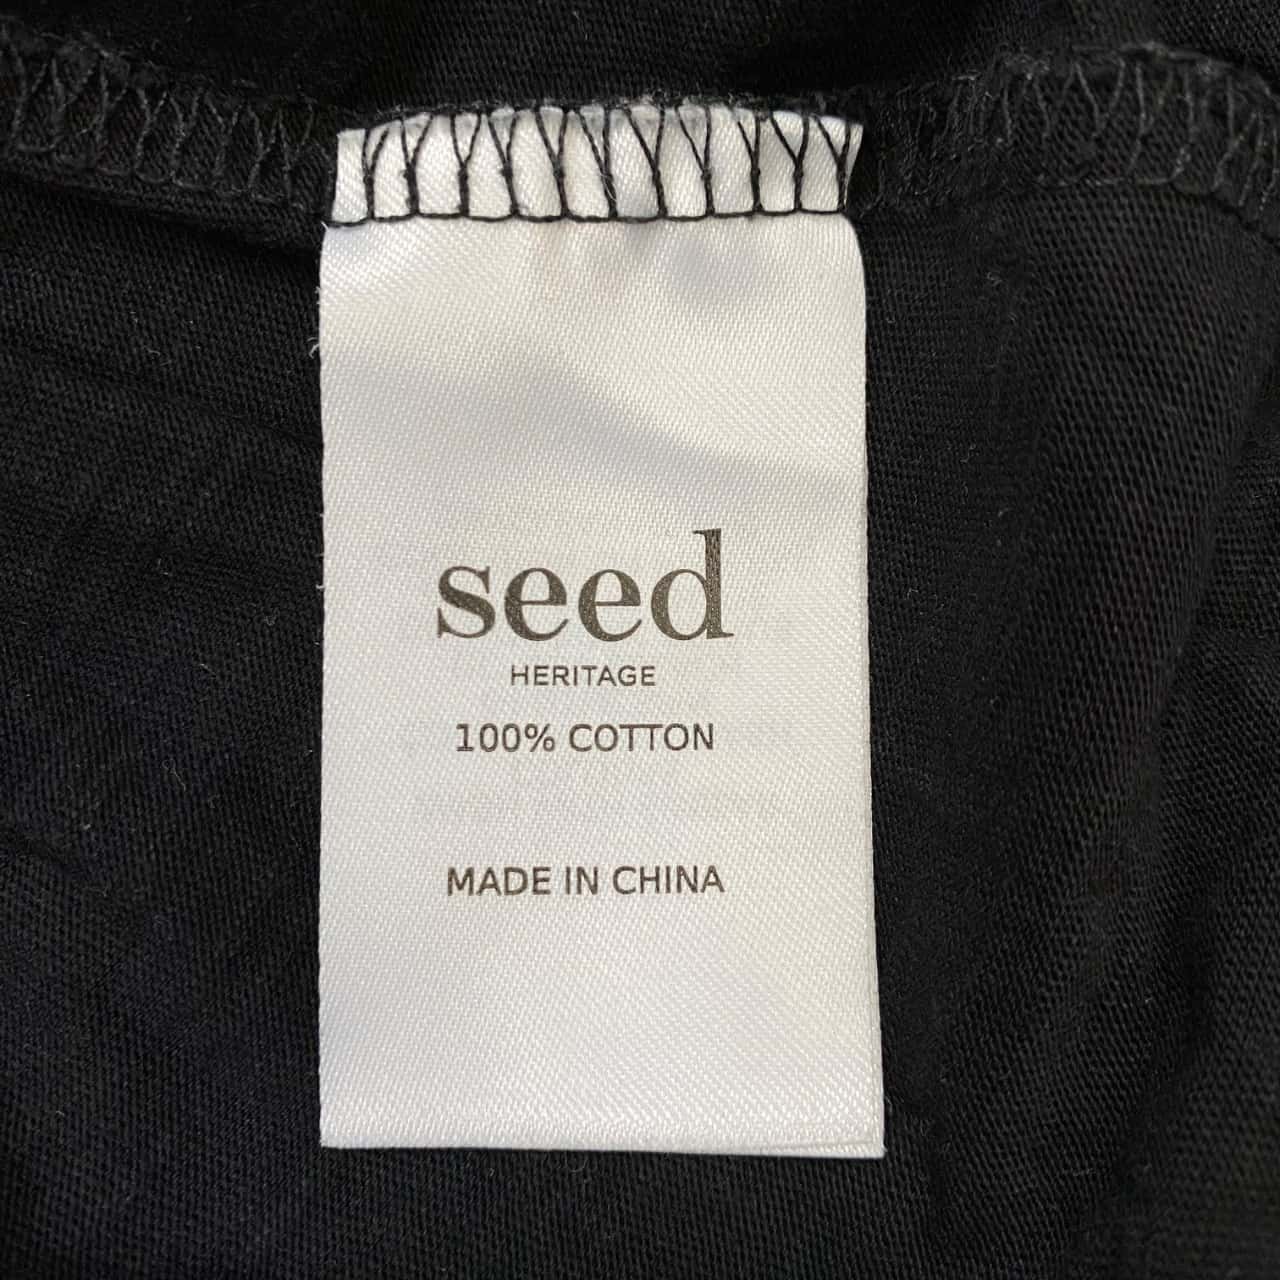 seed
HERITAGE
100% COTTON
MADE IN CHINA